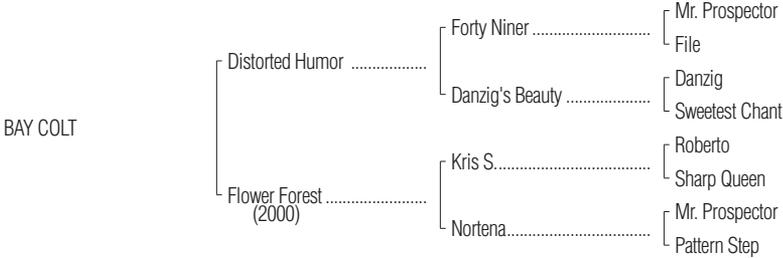 Mr. Prospector
Forty Niner ............................
File
Distorted Humor ..................
Danzig
Danzig's Beauty ....................
Sweetest Chant
BAY COLT
Roberto
Kris S.....................................
Sharp Queen
Flower Forest ........................
(2000)
Mr. Prospector
Nortena..................................
Pattern Step